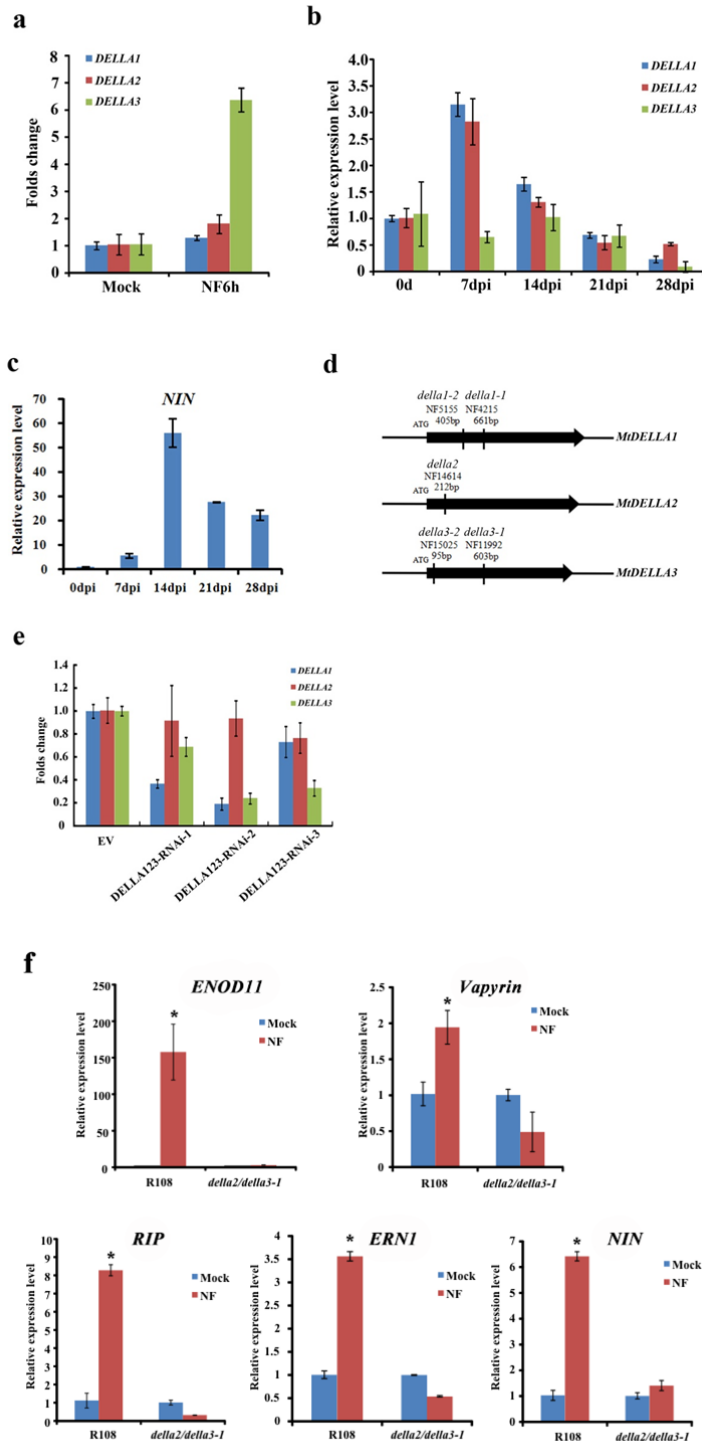 a
Folds change
8
7
6
5
4
3
2
1
0
DELLA1
DELLA2
DELLA3
Mock NF6h
b
Relative expression level
4.0
3.5
3.0
2.5
2.0
1.5
1.0
0.5
0
DELLA1
DELLA2
DELLA3
0d 7dpi 14dpi 21dpi 28dpi
c
NIN
Relative expression level
70
60
50
40
30
20
10
0
0dpi 7dpi 14dpi 21dpi 28dpi
d
della1-2 della1-1
NF5155 NF4215
ATG 405bp 661bp
MtDELLA1
della2
NF14614
ATG 212bp
MtDELLA2
della3-2 della3-1
NF15025 NF11992
ATG 95bp 603bp
MtDELLA3
e
Folds change
1.4
1.2
1.0
0.8
0.6
0.4
0.2
0
DELLA1
DELLA2
DELLA3
EV DELLA123-RNAi-1 DELLA123-RNAi-2 DELLA123-RNAi-3
f
ENOD11
Relative expression level
250
200
150
100
50
0
*
Mock
NF
R108 della2/della3-1
Vapyrin
Relative expression level
2.5
2
1.5
1
0.5
0
*
Mock
NF
R108 della2/della3-1
RIP
Relative expression level
10
9
8
7
6
5
4
3
2
1
0
*
Mock
NF
R108 della2/della3-1
ERN1
Relative expression level
4
3.5
3
2.5
2
1.5
1
0.5
0
*
Mock
NF
R108 della2/della3-1
NIN
Relative expression level
7
6
5
4
3
2
1
0
*
Mock
NF
R108 della2/della3-1